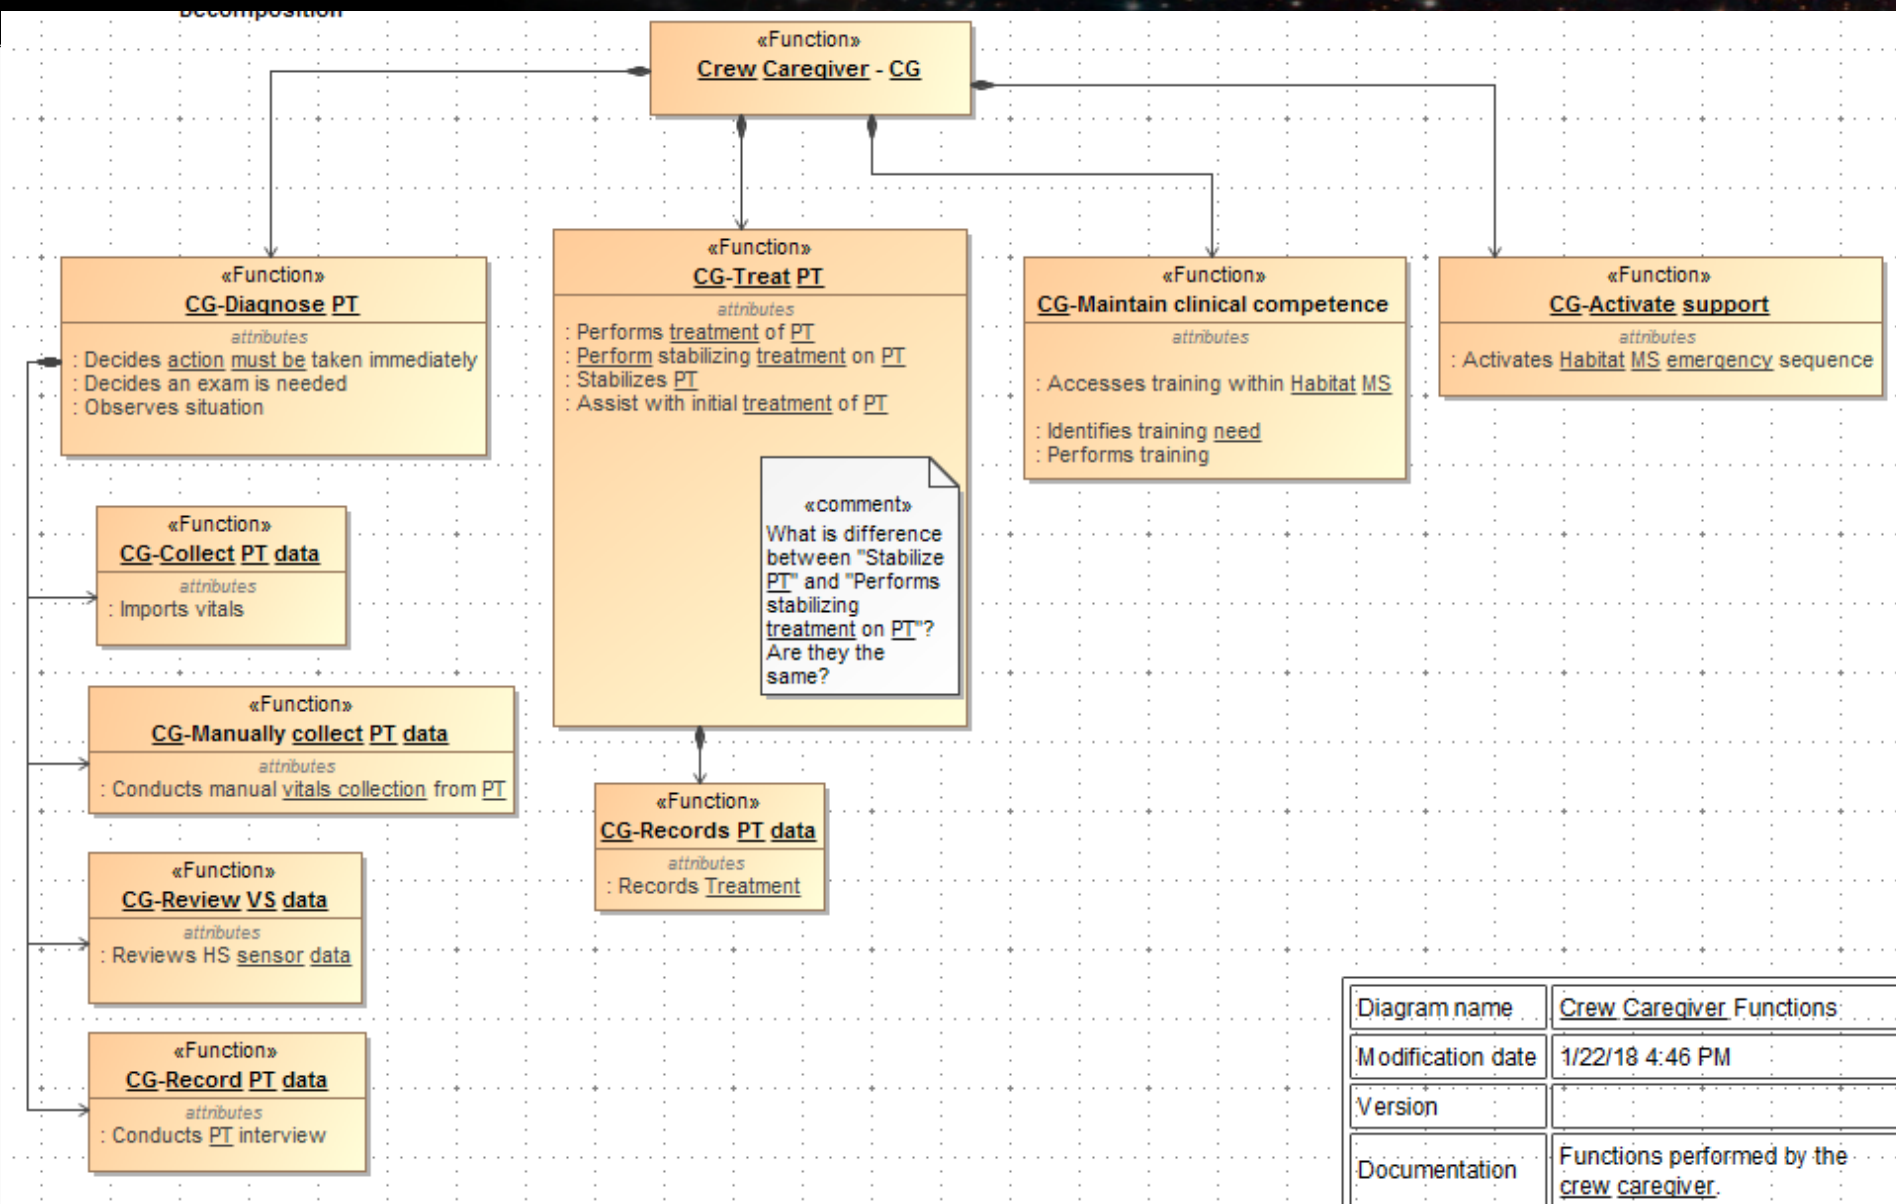 Decomposition
«Function»
Crew Caregiver - CG
«Function»
CG-Diagnose PT
attributes
: Decides action must be taken immediately
: Decides an exam is needed
: Observes situation
«Function»
CG-Treat PT
attributes
: Performs treatment of PT
: Perform stabilizing treatment on PT
: Stabilizes PT
: Assist with initial treatment of PT
«comment»
What is difference
between "Stabilize
PT" and "Performs
stabilizing
treatment on PT"?
Are they the
same?
«Function»
CG-Maintain clinical competence
attributes
: Accesses training within Habitat MS
: Identifies training need
: Performs training
«Function»
CG-Activate support
attributes
: Activates Habitat MS emergency sequence
«Function»
CG-Collect PT data
attributes
: Imports vitals
«Function»
CG-Manually collect PT data
attributes
: Conducts manual vitals collection from PT
«Function»
CG-Review VS data
attributes
: Reviews HS sensor data
«Function»
CG-Record PT data
attributes
: Conducts PT interview
«Function»
CG-Records PT data
attributes
: Records Treatment
Diagram name Crew Caregiver Functions
Modification date 1/22/18 4:46 PM
Version
Documentation Functions performed by the
crew caregiver.